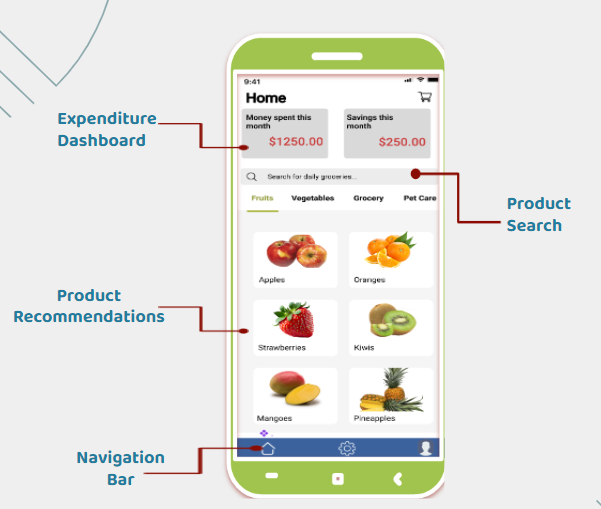 9:41
Home
Expenditure
Dashboard
Money spent this
month
$1250.00
Savings this
month
$250.00
Search for daily groceries...
Product
Search
Fruits Vegetables Grocery Pet Care
Apples Oranges
Product
Recommendations
Strawberries Kiwis
Mangoes Pineapples
Navigation
Bar